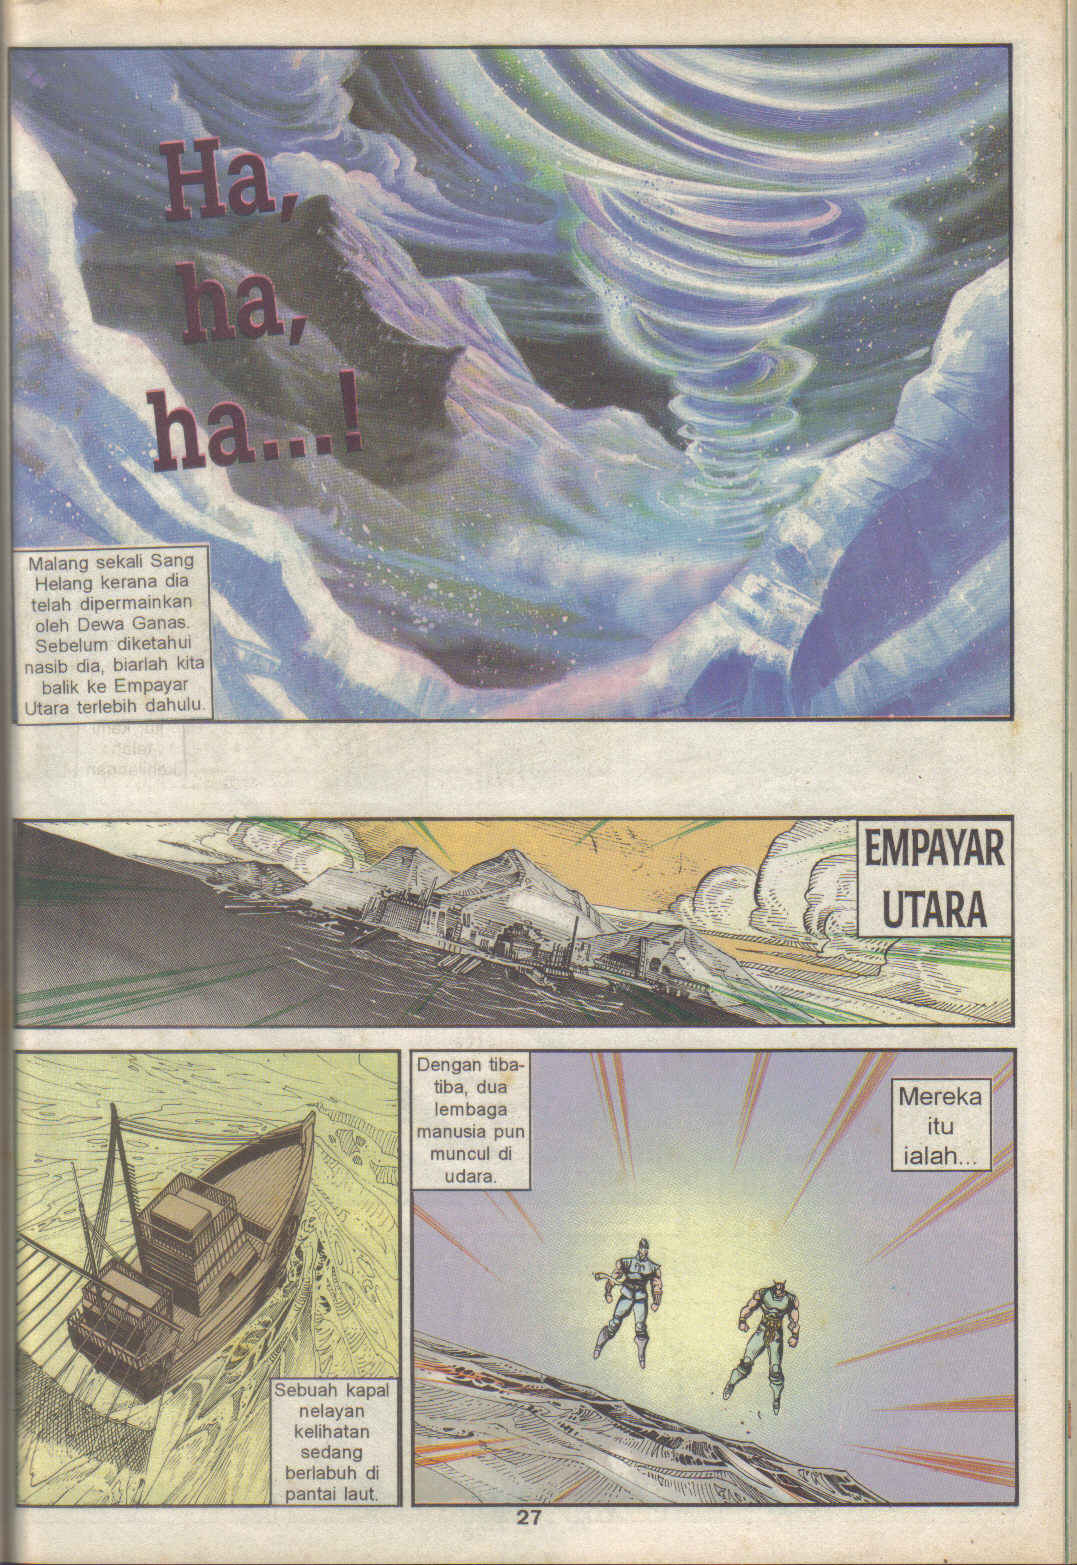 Ha,
ha,
ha...!
Malang sekali Sang
Helang kerana dia
telah dipermainkan
oleh Dewa Ganas.
Sebelum diketahui
nasib dia, biarlah kita
balik ke Empayar
Utara terlebih dahulu.
EMPAYAR
UTARA
Sebuah kapal
nelayan
kelihatan
sedang
berlabuh di
pantai laut.
Dengan tiba-
tiba, dua
lembaga
manusia pun
muncul di
udara.
Mereka
itu
ialah...
27